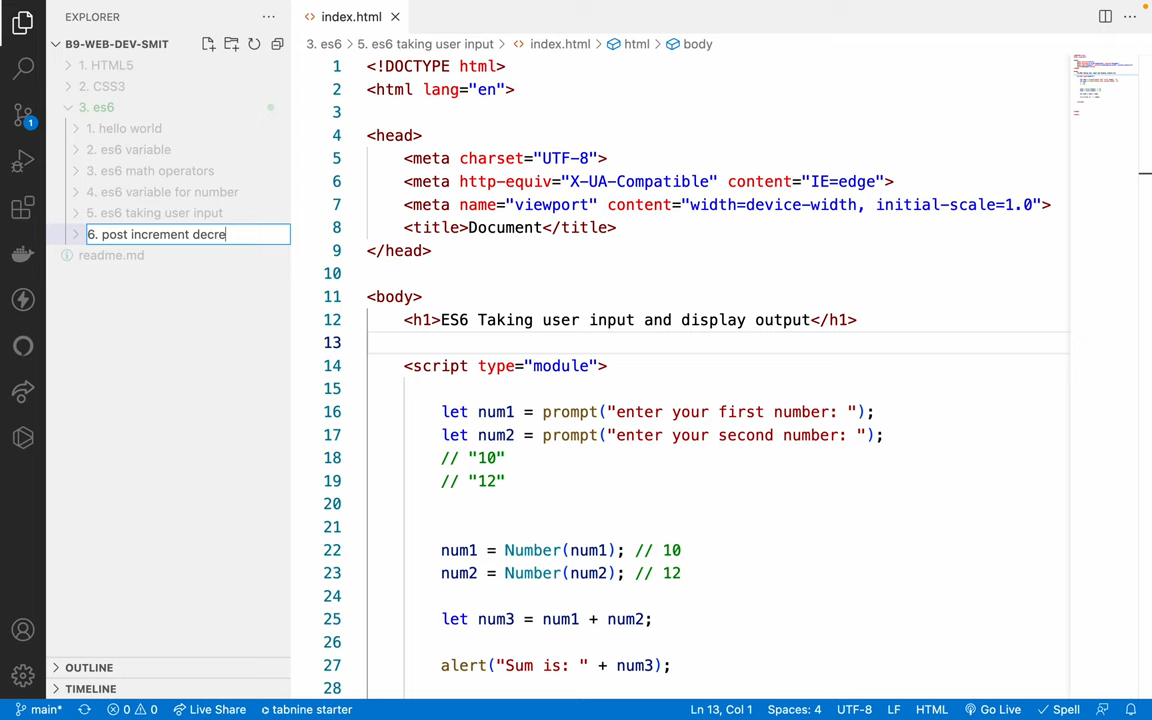 EXPLORER
index.html
B9-WEB-DEV-SMIT
1. HTML5
2. CSS3
3. es6
1. hello world
2. es6 variable
3. es6 math operators
4. es6 variable for number
5. es6 taking user input
6. post increment decre
readme.md
OUTLINE
TIMELINE
1
3. es6 > 5. es6 taking user input > index.html > html > body
1 <!DOCTYPE html>
2 <html lang="en">
3
4 <head>
5 <meta charset="UTF-8">
6 <meta http-equiv="X-UA-Compatible" content="IE=edge">
7 <meta name="viewport" content="width=device-width, initial-scale=1.0">
8 <title>Document</title>
9 </head>
10
11 <body>
12 <h1>ES6 Taking user input and display output</h1>
13
14 <script type="module">
15
16 let num1 = prompt("enter your first number: ");
17 let num2 = prompt("enter your second number: ");
18 // "10"
19 // "12"
20
21
22 num1 = Number(num1); // 10
23 num2 = Number(num2); // 12
24
25 let num3 = num1 + num2;
26
27 alert("Sum is: " + num3);
28
main* 0 0 Live Share tabnine starter Ln 13, Col 1 Spaces: 4 UTF-8 LF HTML Go Live Spell